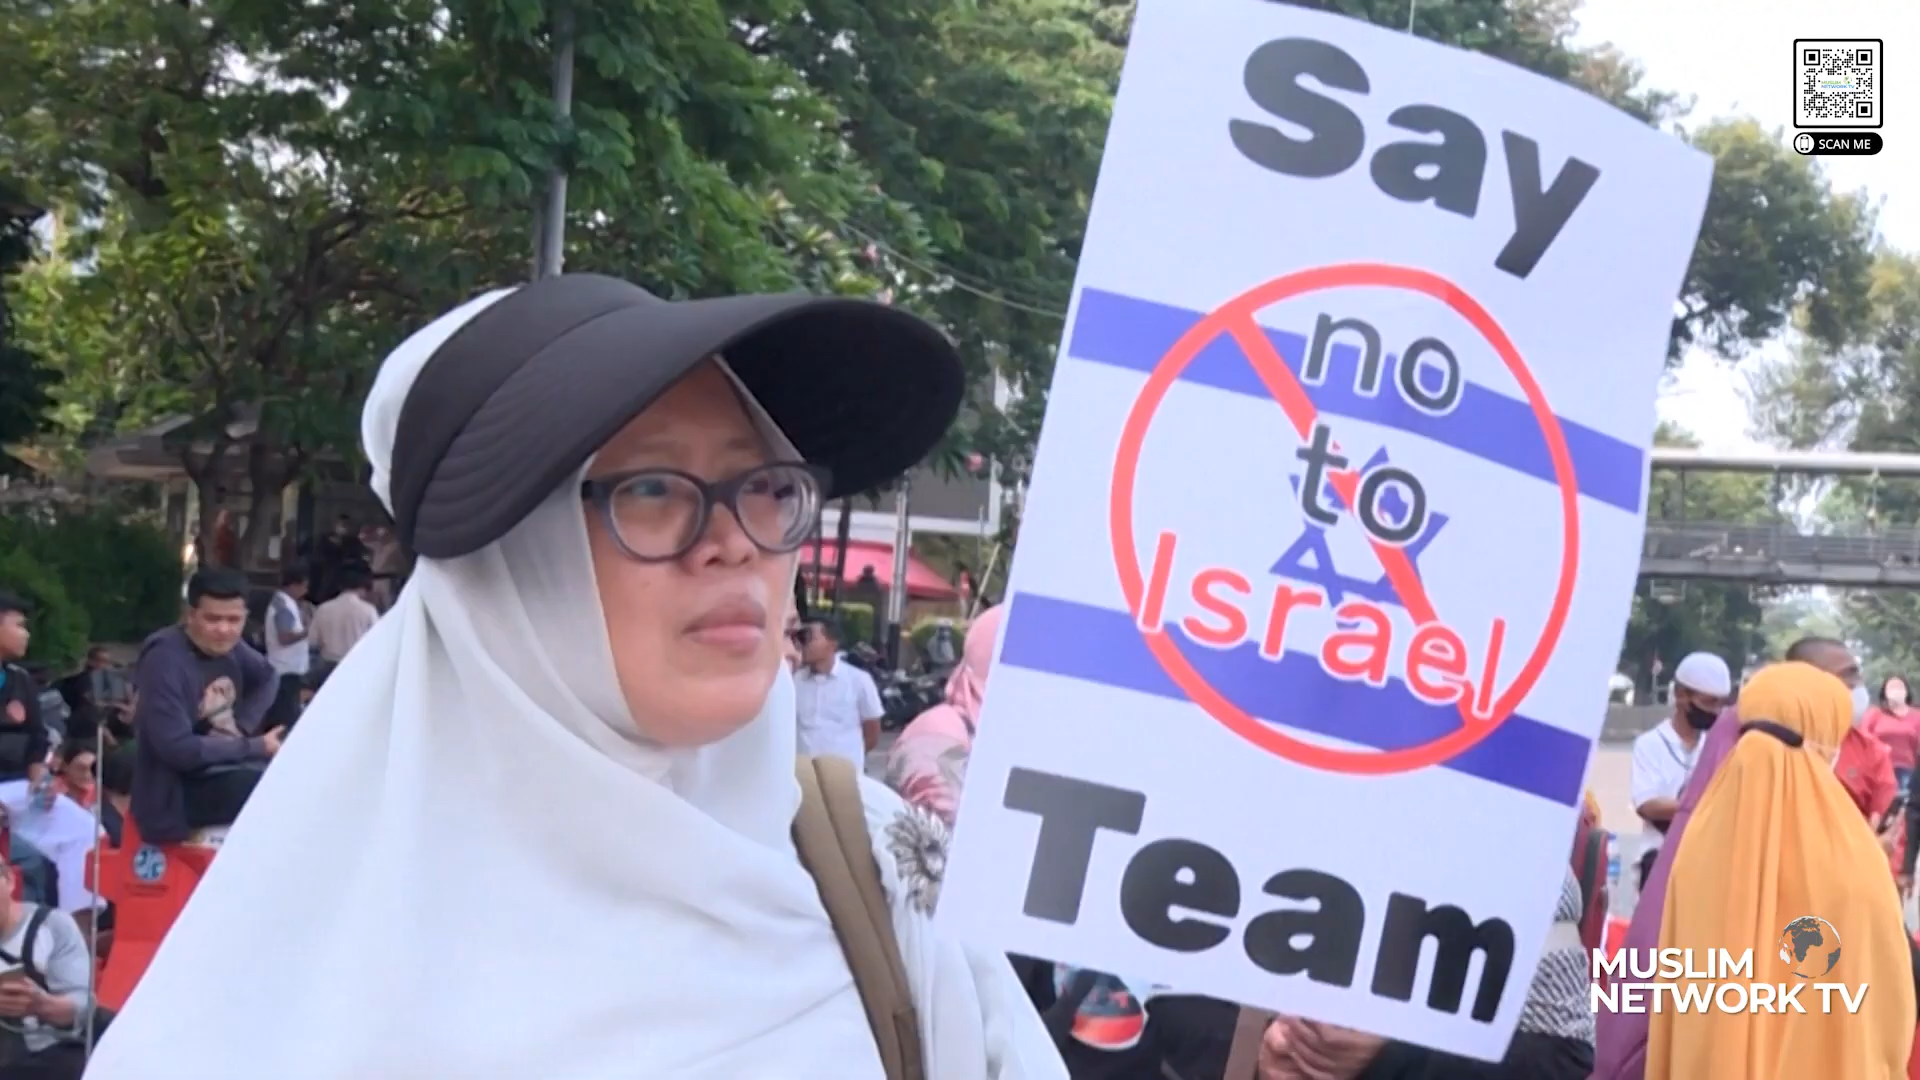 Say
no
to
Israel
Team
SCAN ME
MUSLIM
NETWORK TV